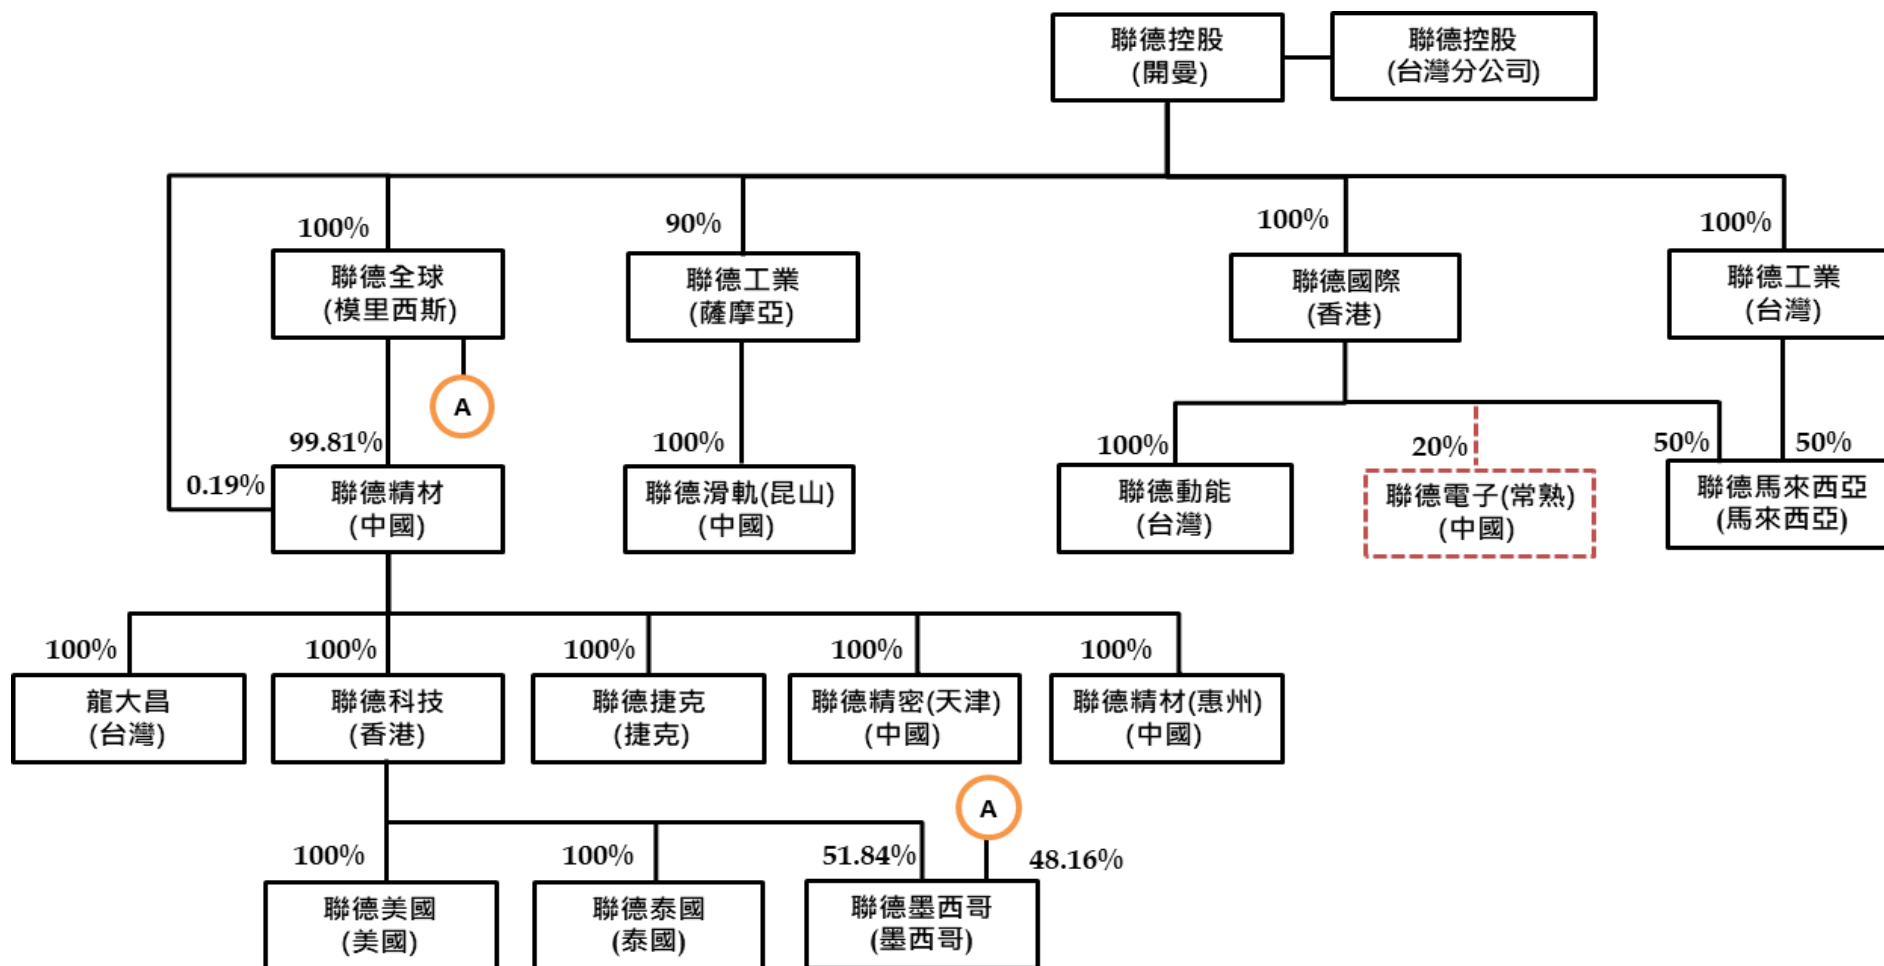 聯德控股
(開曼)
聯德控股
(台灣分公司)
100%
90%
100%
100%
聯德全球
(模里西斯)
聯德工業
(薩摩亞)
聯德國際
(香港)
聯德工業
(台灣)
A
99.81%
0.19%
100%
100%
20%
50%
50%
聯德精材
(中國)
聯德滑軌(昆山)
(中國)
聯德動能
(台灣)
聯德電子(常熟)
(中國)
聯德馬來西亞
(馬來西亞)
100%
100%
100%
100%
100%
龍大昌
(台灣)
聯德科技
(香港)
聯德捷克
(捷克)
聯德精密(天津)
(中國)
聯德精材(惠州)
(中國)
A
100%
100%
51.84%
48.16%
聯德美國
(美國)
聯德泰國
(泰國)
聯德墨西哥
(墨西哥)